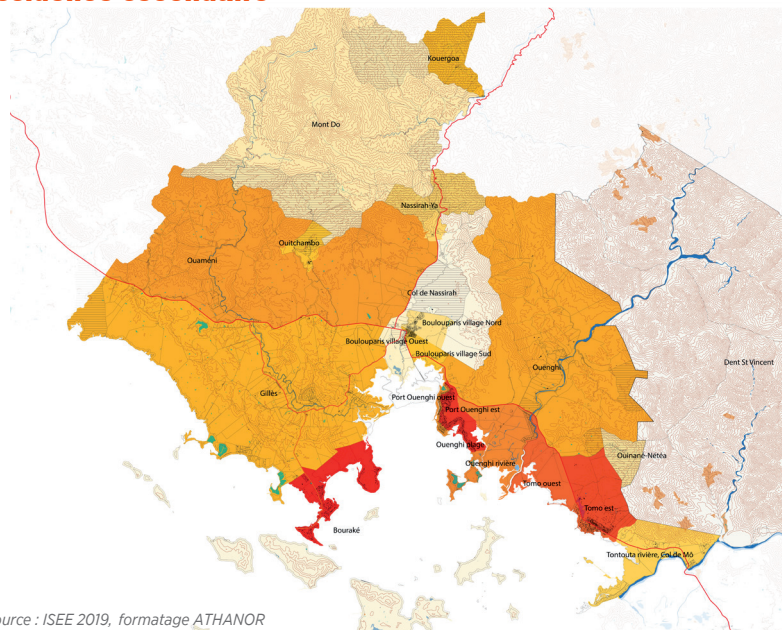 Kouergoa
Mont Do
Nassirah-Ya
Ouitchambo
Ouaméni
Col de Nassirah
Boulouparis village Nord
Boulouparis village Ouest
Boulouparis village Sud
Dent St Vincent
Ouenghi
Gillès
Port Ouenghi ouest
Port Ouenghi est
Ouenghi plage
Ouinané-Nétéa
Ouenghi rivière
Tomo ouest
Tomo est
Bouraké
Tontouta rivière, Col de Mô
ource : ISEE 2019, formatage ATHANOR